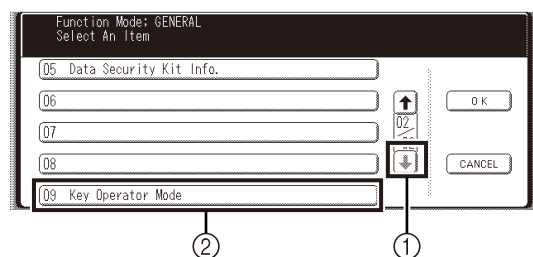 Function Mode: GENERAL
Select An Item
05 Data Security Kit Info.
06
07
08
09 Key Operator Mode
02
OK
CANCEL
②
①